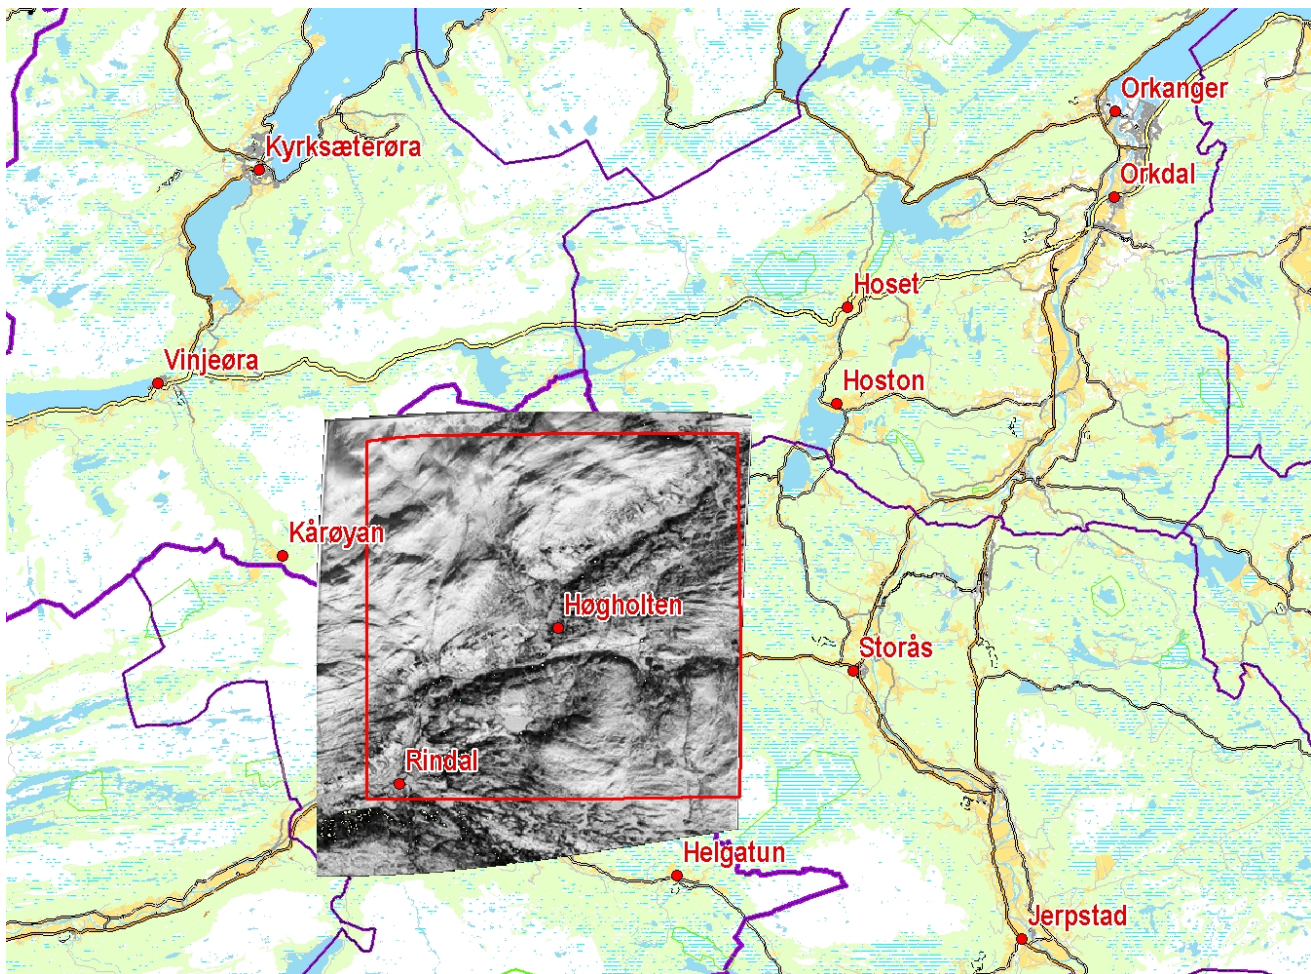 Orkanger
Kyrksæterøra
Orkdal
Hoset
Vinjeøra
Hoston
Kårøyan
Høgholten
Storås
Rindal
Helgatun
Jerpstad